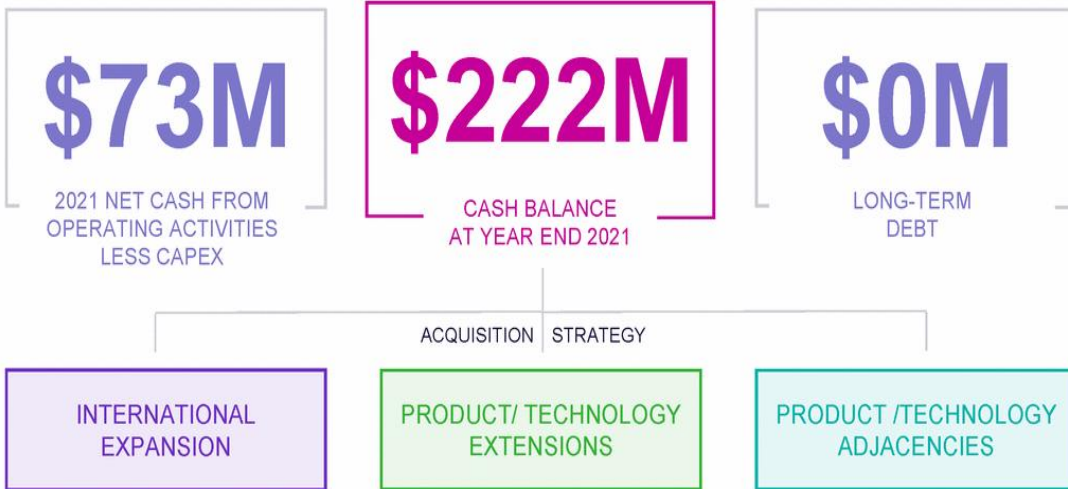 $73M
2021 NET CASH FROM
OPERATING ACTIVITIES
LESS CAPEX
$222M
CASH BALANCE
AT YEAR END 2021
$0M
LONG-TERM
DEBT
ACQUISITION STRATEGY
INTERNATIONAL
EXPANSION
PRODUCT/ TECHNOLOGY
EXTENSIONS
PRODUCT /TECHNOLOGY
ADJACENCIES